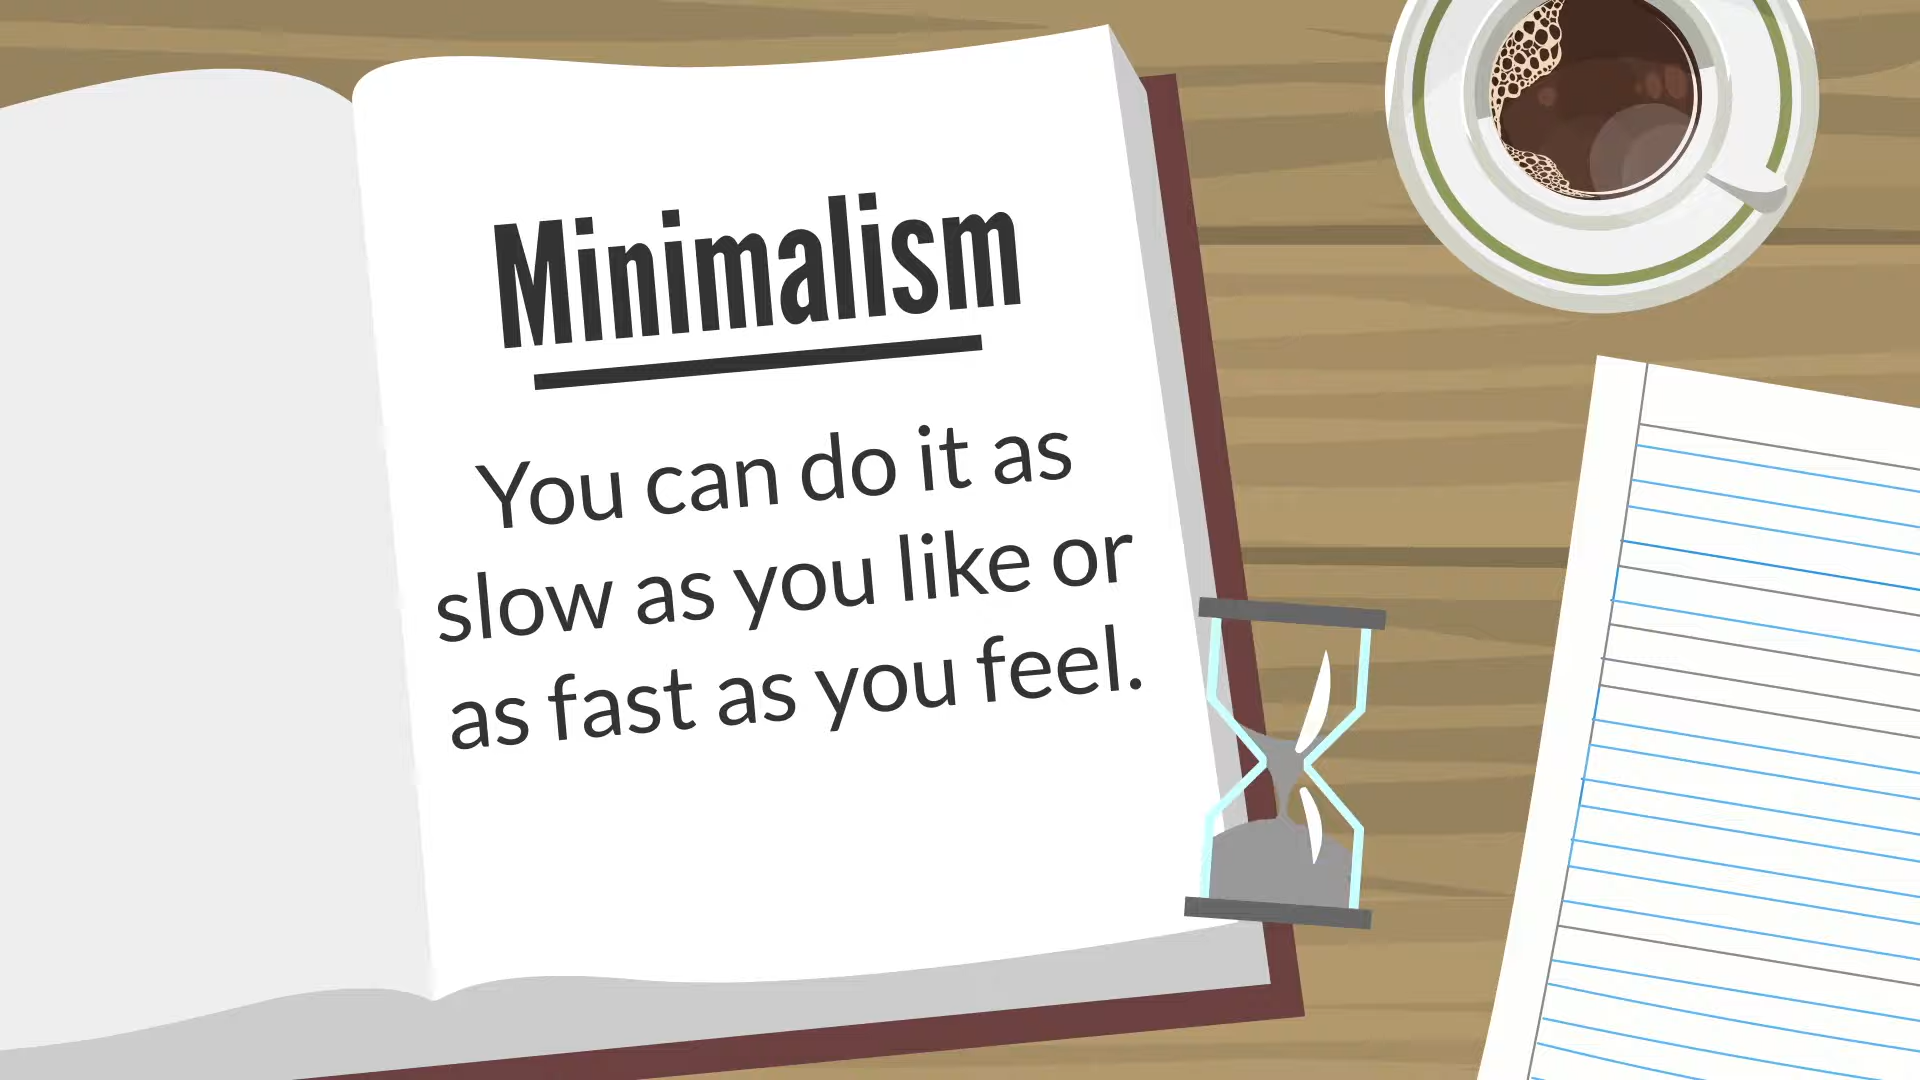 Minimalism
You can do it as
slow as you like or
as fast as you feel.